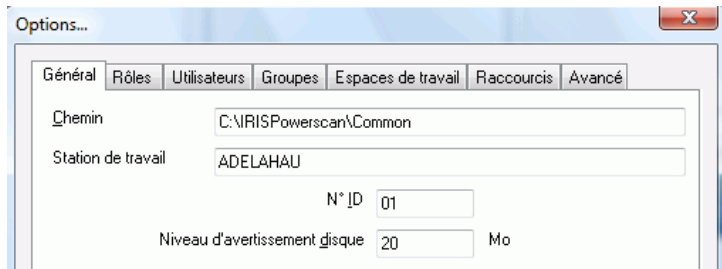 Options...
Général Rôles Utilisateurs Groupes Espaces de travail Raccourcis Avancé
Chemin C:\IRISPowerscan\Common
Station de travail ADELAHAU
N° ID 01
Niveau d'avertissement disque 20 Mo